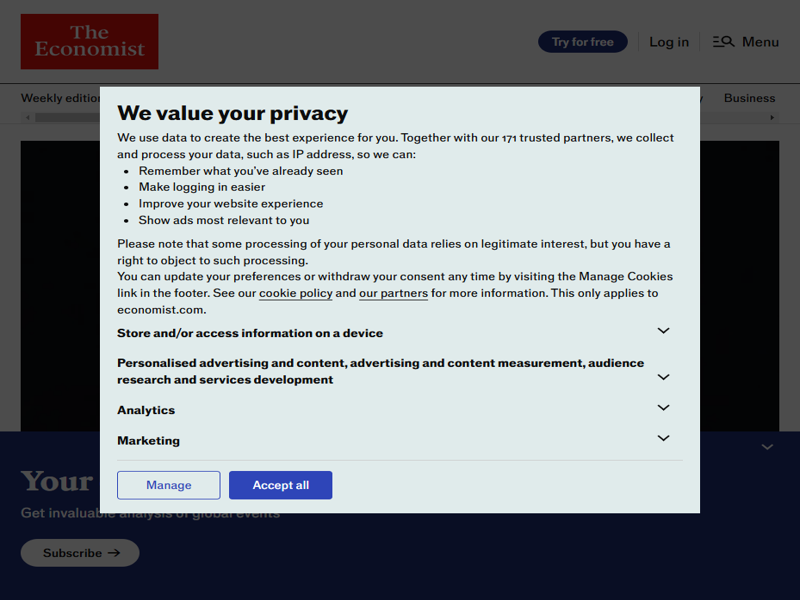 The
Economist
Try for free
Log in
Menu
Weekly edition
Business
We value your privacy
We use data to create the best experience for you. Together with our 171 trusted partners, we collect
and process your data, such as IP address, so we can:
• Remember what you've already seen
• Make logging in easier
• Improve your website experience
• Show ads most relevant to you
Please note that some processing of your personal data relies on legitimate interest, but you have a
right to object to such processing.
You can update your preferences or withdraw your consent any time by visiting the Manage Cookies
link in the footer. See our cookie policy and our partners for more information. This only applies to
economist.com.
Store and/or access information on a device
Personalised advertising and content, advertising and content measurement, audience
research and services development
Analytics
Marketing
Manage
Accept all
Your
Get invaluable analysis of global events
Subscribe →